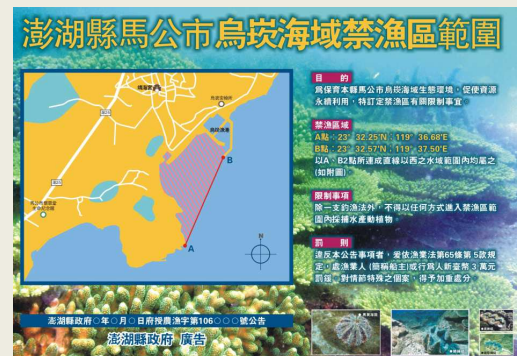 澎湖縣馬公市烏崁海域禁漁區範圍
目 的
為保育本縣馬公市烏崁海域生態環境，促使資源
永續利用，特訂定禁漁區有關限制事宜。
禁漁區域
A點：23° 32.25'N，119° 36.68'E
B點：23° 32.57'N，119° 37.50'E
以A、B2點所連成直線以西之水域範圍內均屬之
(如附圖)
限制事項
除一支釣漁法外，不得以任何方式進入禁漁區範
圍內採捕水產動植物。
罰 則
違反本公告事項者，爰依漁業法第65條第5款規
定，處漁業人(簡稱船主)或行為人新臺幣3萬元
罰鍰。對情節特殊之個案，得予加重處分。
B
A
N
澎湖縣政府○年○月○日府授農漁字第106○○○號公告
澎湖縣政府 廣告